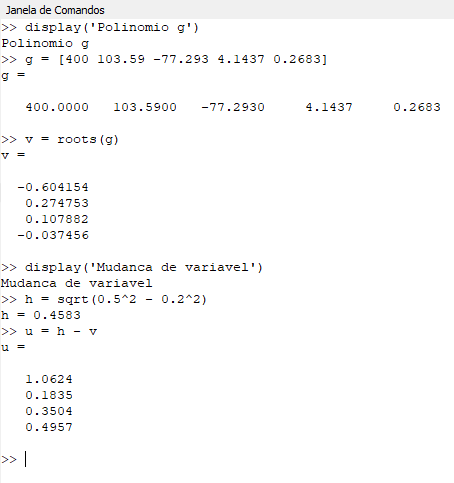 Janela de Comandos
>> display('Polinomio g')
Polinomio g
>> g = [400 103.59 -77.293 4.1437 0.2683]
g =
400.0000 103.5900 -77.2930 4.1437 0.2683
>> v = roots(g)
v =
-0.604154
0.274753
0.107882
-0.037456
>> display('Mudanca de variavel')
Mudanca de variavel
>> h = sqrt(0.5^2 - 0.2^2)
h = 0.4583
>> u = h - v
u =
1.0624
0.1835
0.3504
0.4957
>>